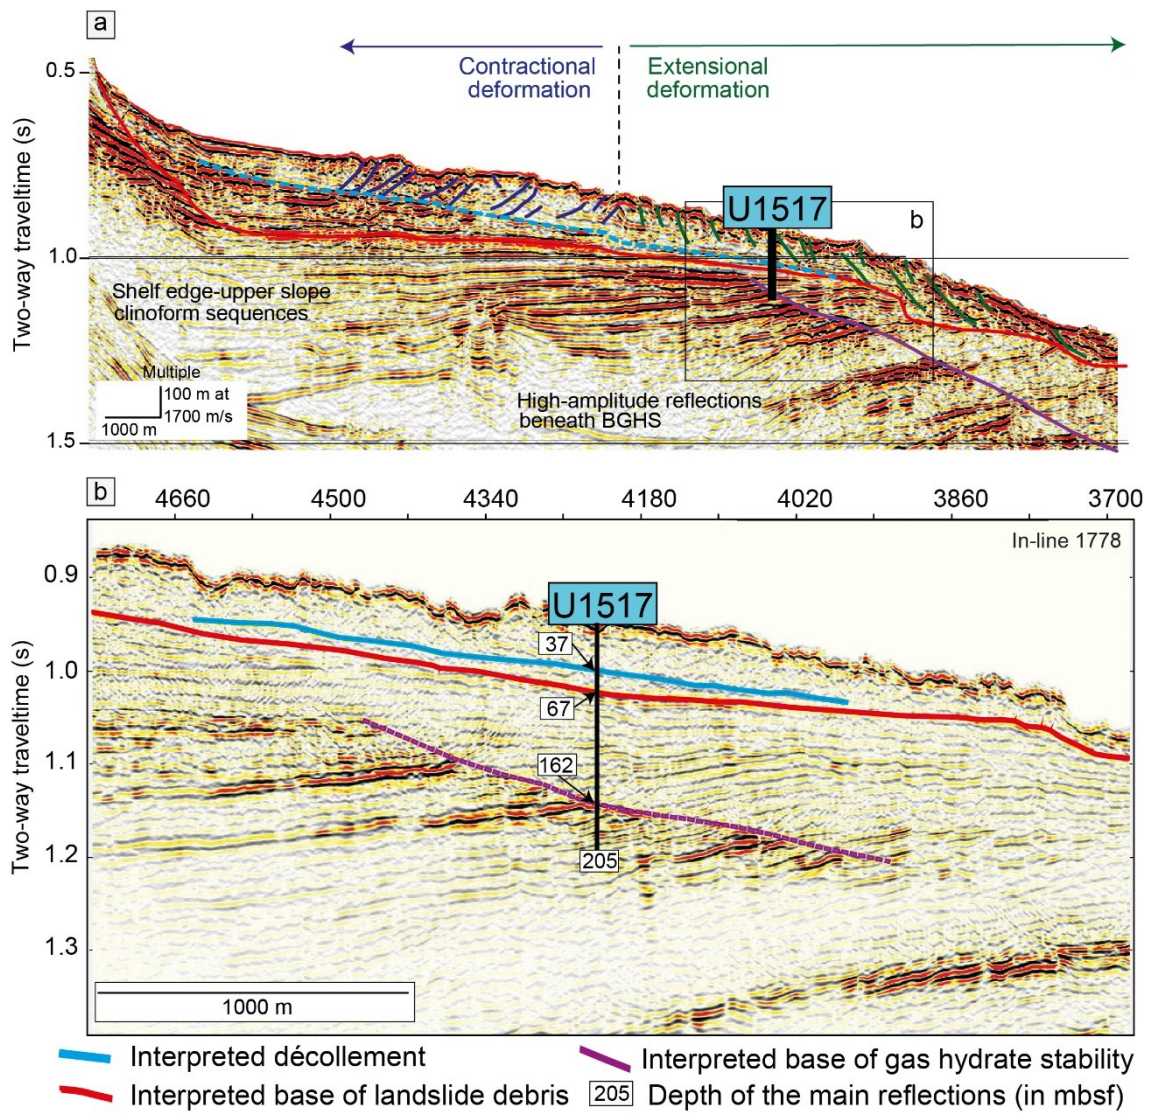 a
Contractional
deformation
Extensional
deformation
Two-way traveltime (s)
0.5
1.0
1.5
U1517
b
Shelf edge-upper slope
clinoform sequences
Multiple
100 m at
1700 m/s
1000 m
High-amplitude reflections
beneath BGHS
b
4660 4500 4340 4180 4020 3860 3700
In-line 1778
Two-way traveltime (s)
0.9
1.0
1.1
1.2
1.3
U1517
37
67
162
205
1000 m
Interpreted décollement
Interpreted base of gas hydrate stability
Interpreted base of landslide debris
205 Depth of the main reflections (in mbsf)